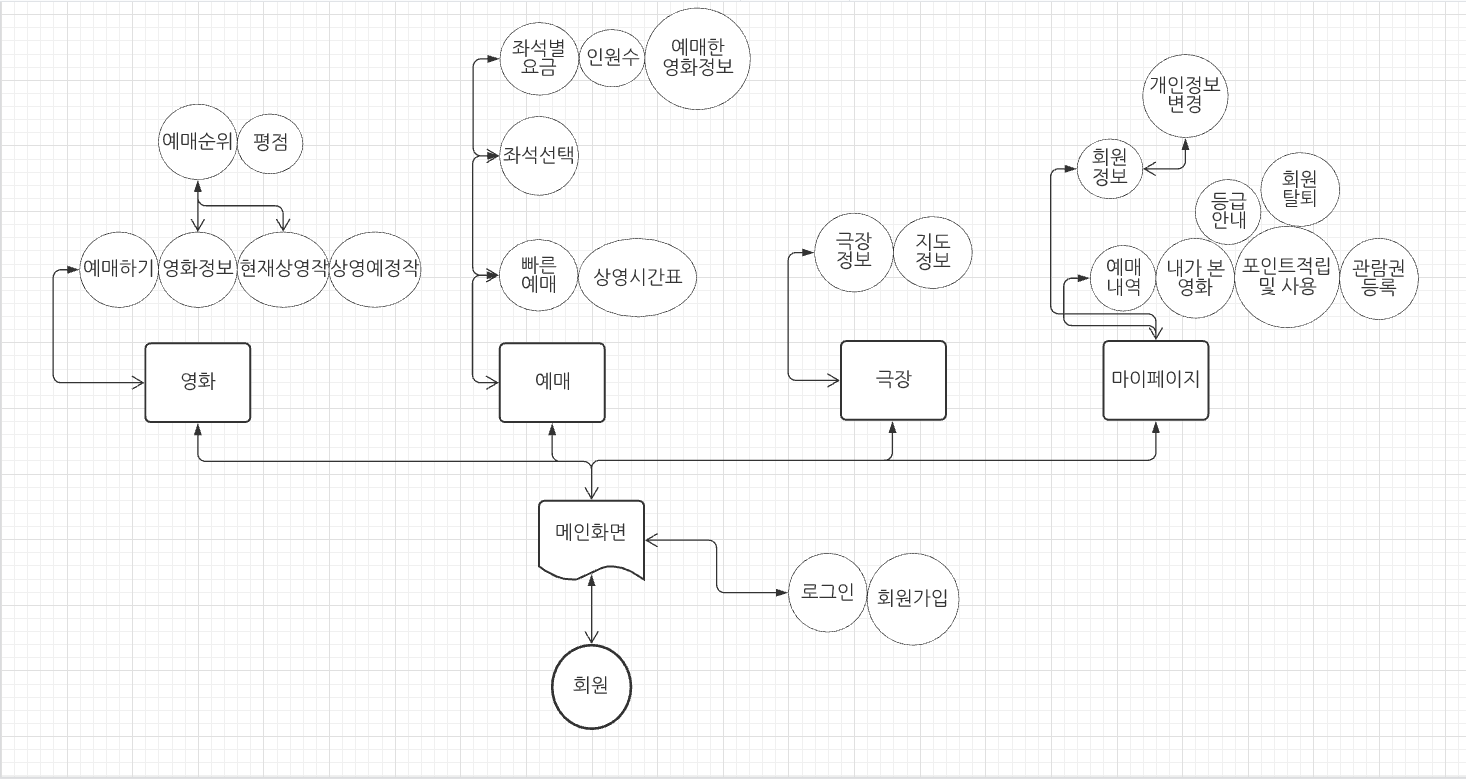 좌석별
요금
인원수
예매한
영화정보
개인정보
변경
예매순위
평점
좌석선택
회원
정보
회원
탈퇴
등급
안내
극장
정보
지도
정보
예매하기
영화정보
현재상영작
상영예정작
빠른
예매
상영시간표
예매
내역
내가 본
영화
포인트적립
및 사용
관람권
등록
영화
예매
극장
마이페이지
메인화면
로그인
회원가입
회원